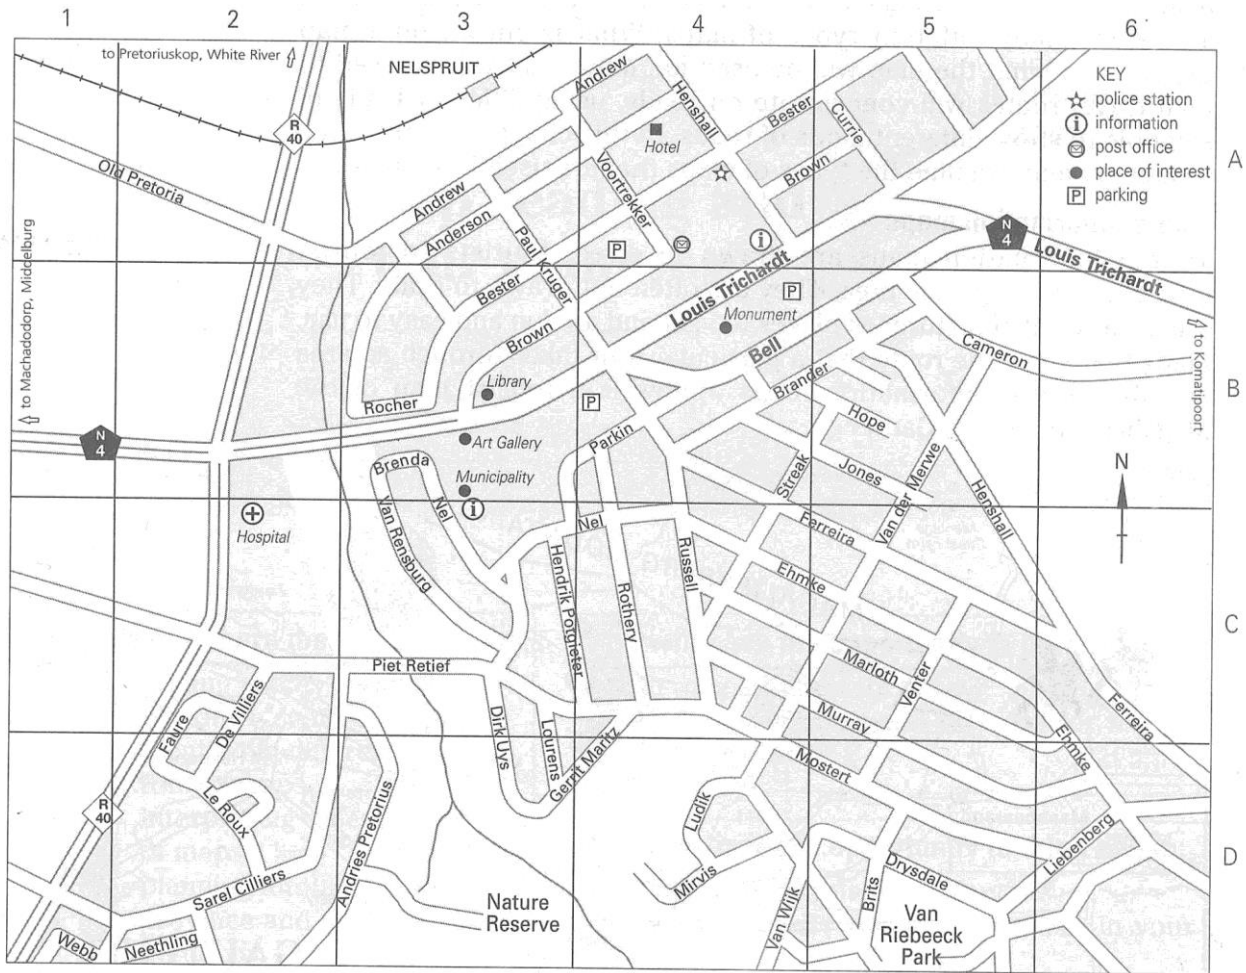 1 2 3 4 5 6
to Pretoriuskop, White River
NELSPRUIT
KEY
police station
i information
post office
place of interest
P parking
A
B
C
D
R 40
Old Pretoria
to Machadodorp, Middelburg
Andrew
Henshall
Bester
Currie
Hotel
Brown
Voortrekker
Andrew
Anderson
Paul Kruger
P
i
N 4
Louis Trichardt
Louis Trichardt
Bester
Brown
P
Monument
Bell
Cameron
to Komatipoort
Library
Rocher
P
Brander
Hope
N 4
Art Gallery
Parkin
Brenda
Municipality
Jones
Streak
Van der Merwe
Henshall
N
Hospital
i
Van Rensburg
Nel
Nel
Ferreira
Hendrik Potgieter
Rothery
Russell
Ehmke
Piet Retief
Marloth
Venter
Murray
Faure
De Villiers
Dirk Uys
Lourens
Gerrit Maritz
Mostert
Ehmke
Ferreira
R 40
Le Roux
Andries Pretorius
Ludik
Liebenberg
Sarel Cilliers
Mirvis
Drysdale
Brits
Van Wijk
Nature
Reserve
Van
Riebeeck
Park
Webb
Neethling